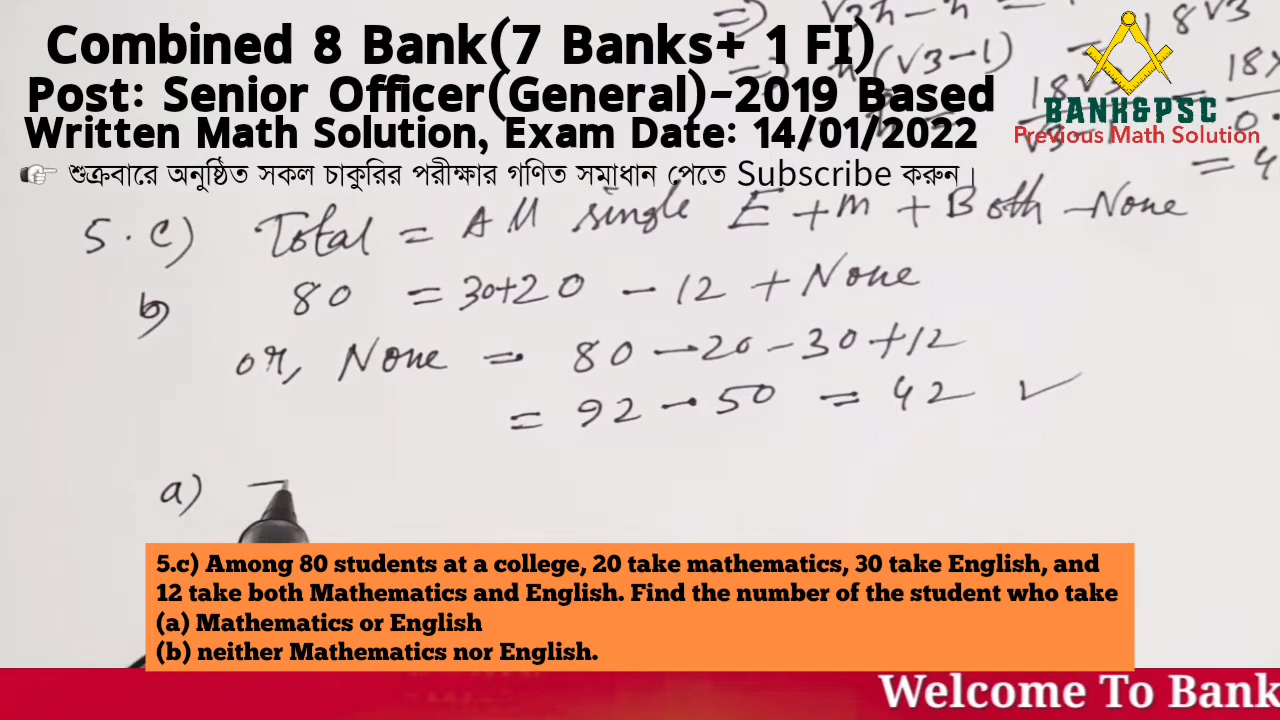 Combined 8 Bank(7 Banks+ 1 FI)
Post: Senior Officer(General)-2019 Based
Written Math Solution, Exam Date: 14/01/2022
BANK&PSC
Previous Math Solution
শুক্রবারে অনুষ্ঠিত সকল চাকুরির পরীক্ষার গণিত সমাধান পেতে Subscribe করুন।
5.c) Total = All single E + m + Both - None
b) 80 = 30+20 - 12 + None
or, None = 80 - 20 - 30 + 12
= 92 - 50 = 42 ✓
a)
5.c) Among 80 students at a college, 20 take mathematics, 30 take English, and
12 take both Mathematics and English. Find the number of the student who take
(a) Mathematics or English
(b) neither Mathematics nor English.
Welcome To Bank